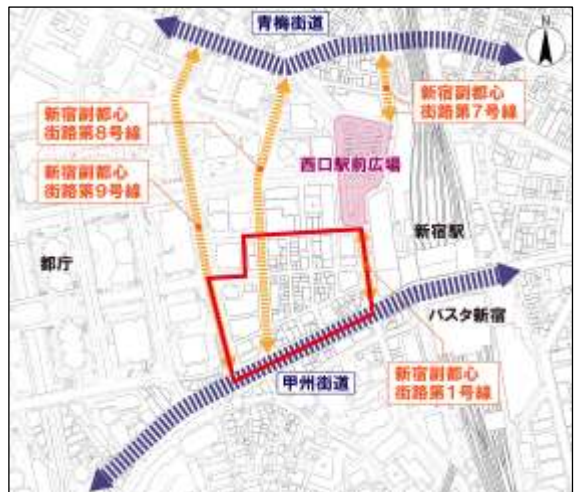 青梅街道
N
新宿副都心
街路第8号線
新宿副都心
街路第7号線
西口駅前広場
新宿副都心
街路第9号線
新宿駅
都庁
バスタ新宿
甲州街道
新宿副都心
街路第1号線